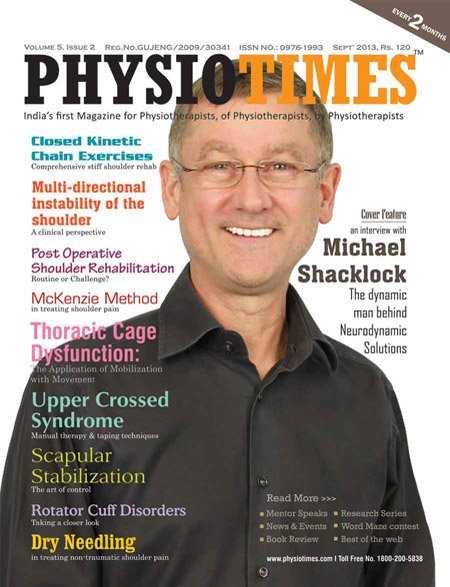 EVERY 2 MONTHS
VOLUME 5, ISSUE 2 REG.NO.GUJENG/2009/30341 ISSN NO.: 0976-1993 SEPT' 2013, RS. 120
PHYSIOTIMES™
India's first Magazine for Physiotherapists, of Physiotherapists, by Physiotherapists
Closed Kinetic
Chain Exercises
Comprehensive stiff shoulder rehab
Multi-directional
instability of the
shoulder
A clinical perspective
Post Operative
Shoulder Rehabilitation
Routine or Challenge?
McKenzie Method
in treating shoulder pain
Thoracic Cage
Dysfunction:
The Application of Mobilization
with Movement
Upper Crossed
Syndrome
Manual therapy & taping techniques
Scapular
Stabilization
The art of control
Rotator Cuff Disorders
Taking a closer look
Dry Needling
in treating non-traumatic shoulder pain
Cover Feature
an interview with
Michael
Shacklock
The dynamic
man behind
Neurodynamic
Solutions
Read More >>>
▪ Mentor Speaks ▪ Research Series
▪ News & Events ▪ Word Maze contest
▪ Book Review ▪ Best of the web
www.physiotimes.com | Toll Free No. 1800-200-5838